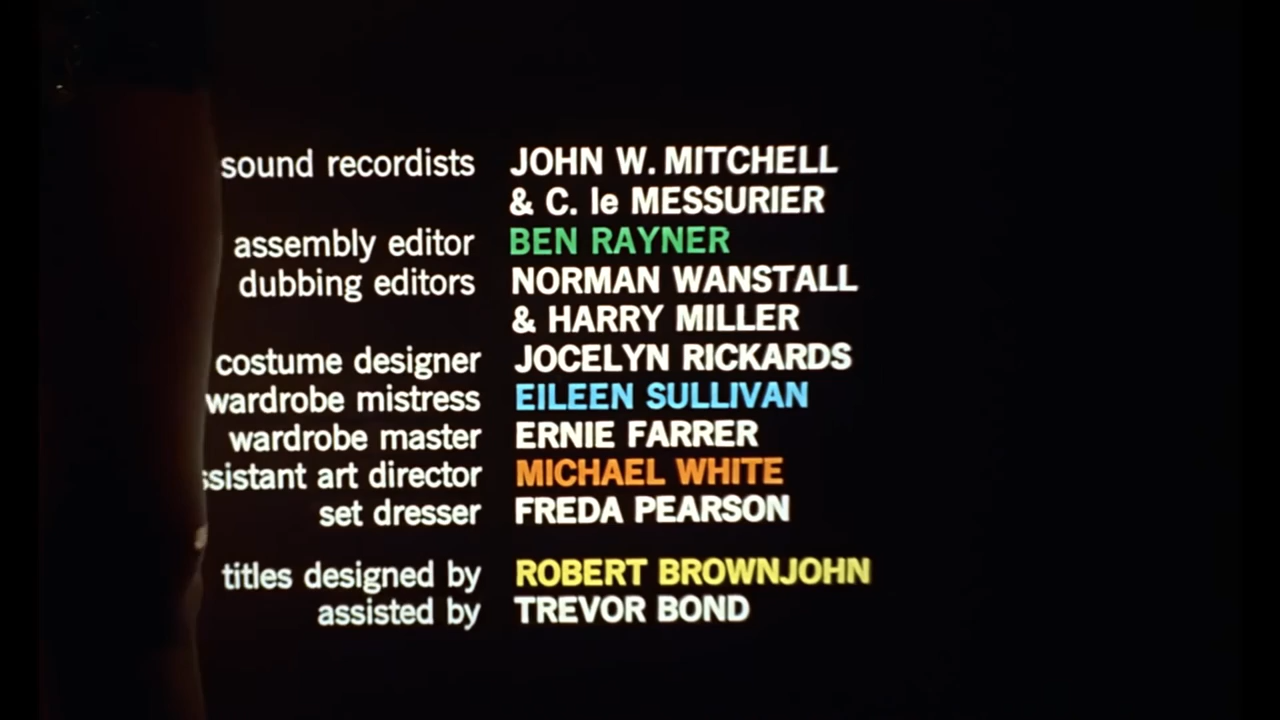 sound recordists JOHN W. MITCHELL
& C. le MESSURIER
assembly editor BEN RAYNER
dubbing editors NORMAN WANSTALL
& HARRY MILLER
costume designer JOCELYN RICKARDS
wardrobe mistress EILEEN SULLIVAN
wardrobe master ERNIE FARRER
ssistant art director MICHAEL WHITE
set dresser FREDA PEARSON
titles designed by ROBERT BROWNJOHN
assisted by TREVOR BOND